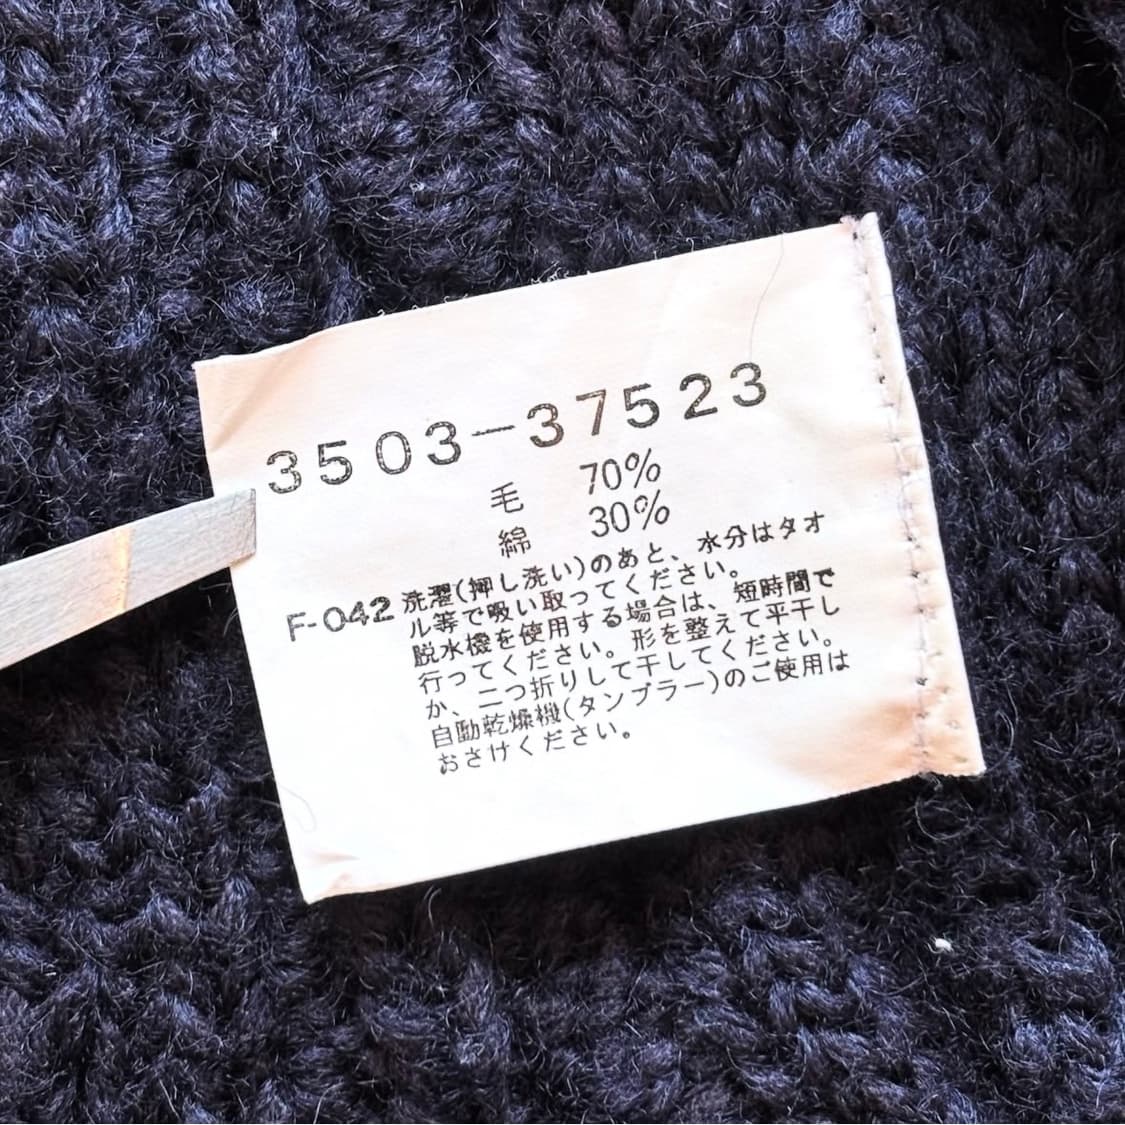 3503-37523
毛 70%
綿 30%
F-042 洗濯(押し洗い)のあと、水分はタオ
ル等で吸い取ってください。
脱水機を使用する場合は、短時間で
行ってください。形を整えて平干し
か、二つ折りして干してください。
自動乾燥機(タンブラー)のご使用は
おさけください。